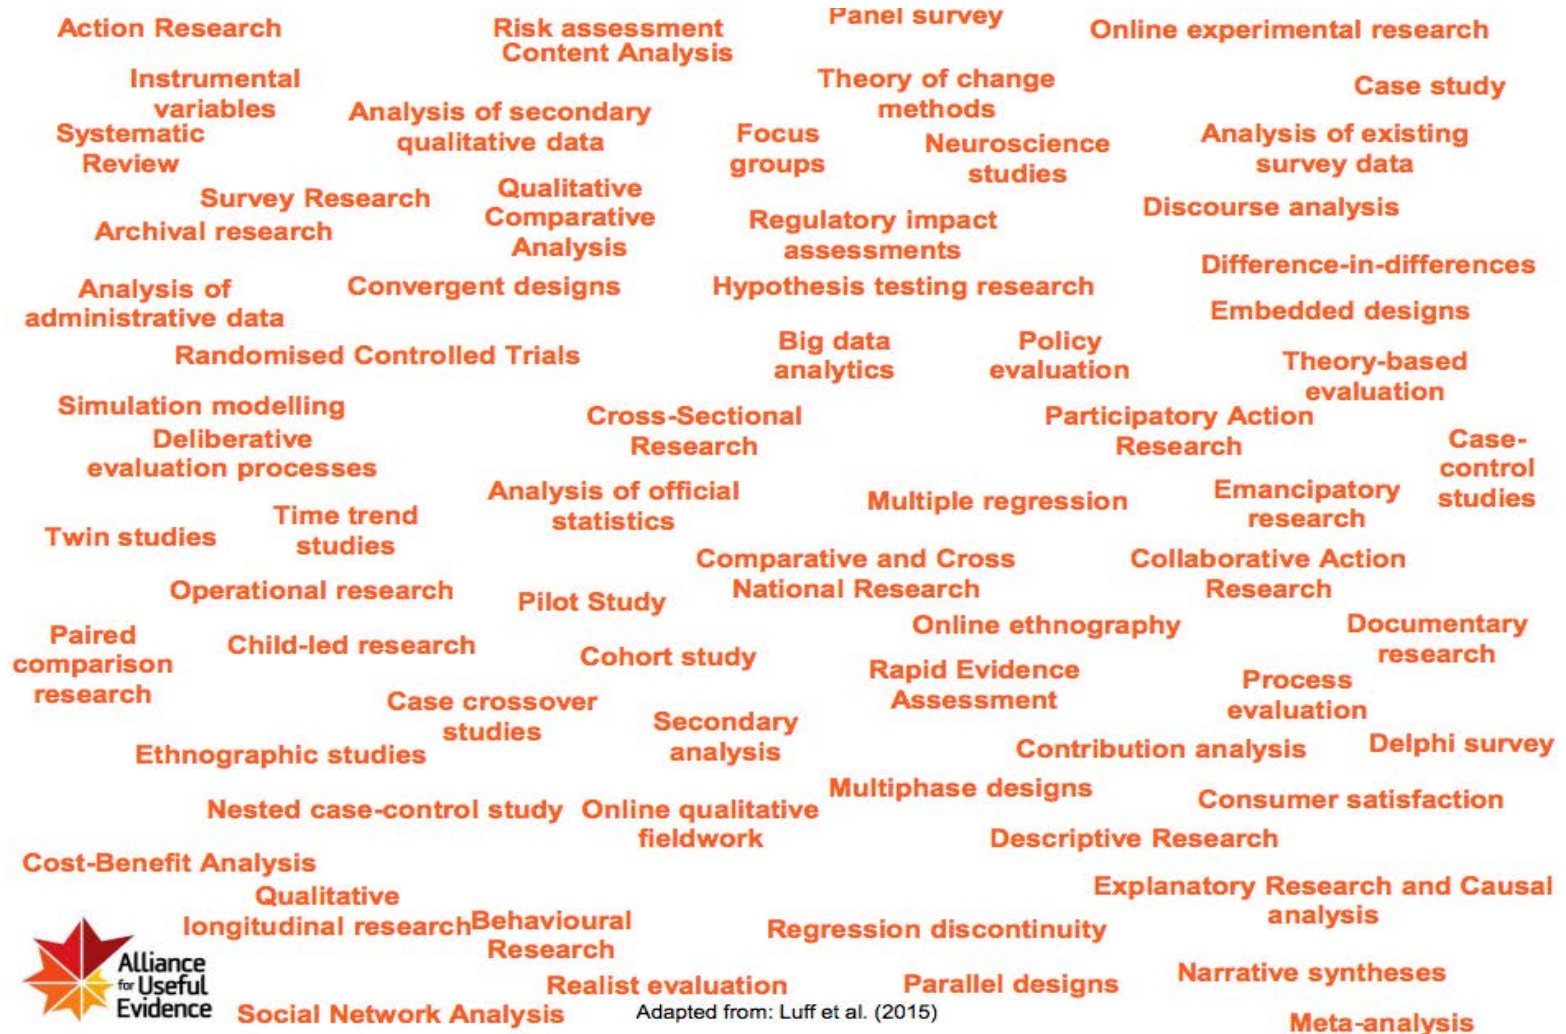 Action Research
Risk assessment
Content Analysis
Panel survey
Online experimental research
Instrumental
variables
Theory of change
methods
Case study
Systematic
Review
Analysis of secondary
qualitative data
Focus
groups
Neuroscience
studies
Analysis of existing
survey data
Survey Research
Qualitative
Comparative
Analysis
Regulatory impact
assessments
Discourse analysis
Archival research
Difference-in-differences
Analysis of
administrative data
Convergent designs
Hypothesis testing research
Embedded designs
Randomised Controlled Trials
Big data
analytics
Policy
evaluation
Theory-based
evaluation
Simulation modelling
Cross-Sectional
Research
Participatory Action
Research
Deliberative
evaluation processes
Case-
control
studies
Analysis of official
statistics
Multiple regression
Emancipatory
research
Twin studies
Time trend
studies
Comparative and Cross
National Research
Collaborative Action
Research
Operational research
Pilot Study
Online ethnography
Documentary
research
Paired
comparison
research
Child-led research
Cohort study
Rapid Evidence
Assessment
Process
evaluation
Case crossover
studies
Secondary
analysis
Contribution analysis
Delphi survey
Ethnographic studies
Multiphase designs
Consumer satisfaction
Nested case-control study
Online qualitative
fieldwork
Descriptive Research
Cost-Benefit Analysis
Qualitative
longitudinal research
Behavioural
Research
Regression discontinuity
Explanatory Research and Causal
analysis
Alliance
for Useful
Evidence
Realist evaluation
Parallel designs
Narrative syntheses
Social Network Analysis
Adapted from: Luff et al. (2015)
Meta-analysis